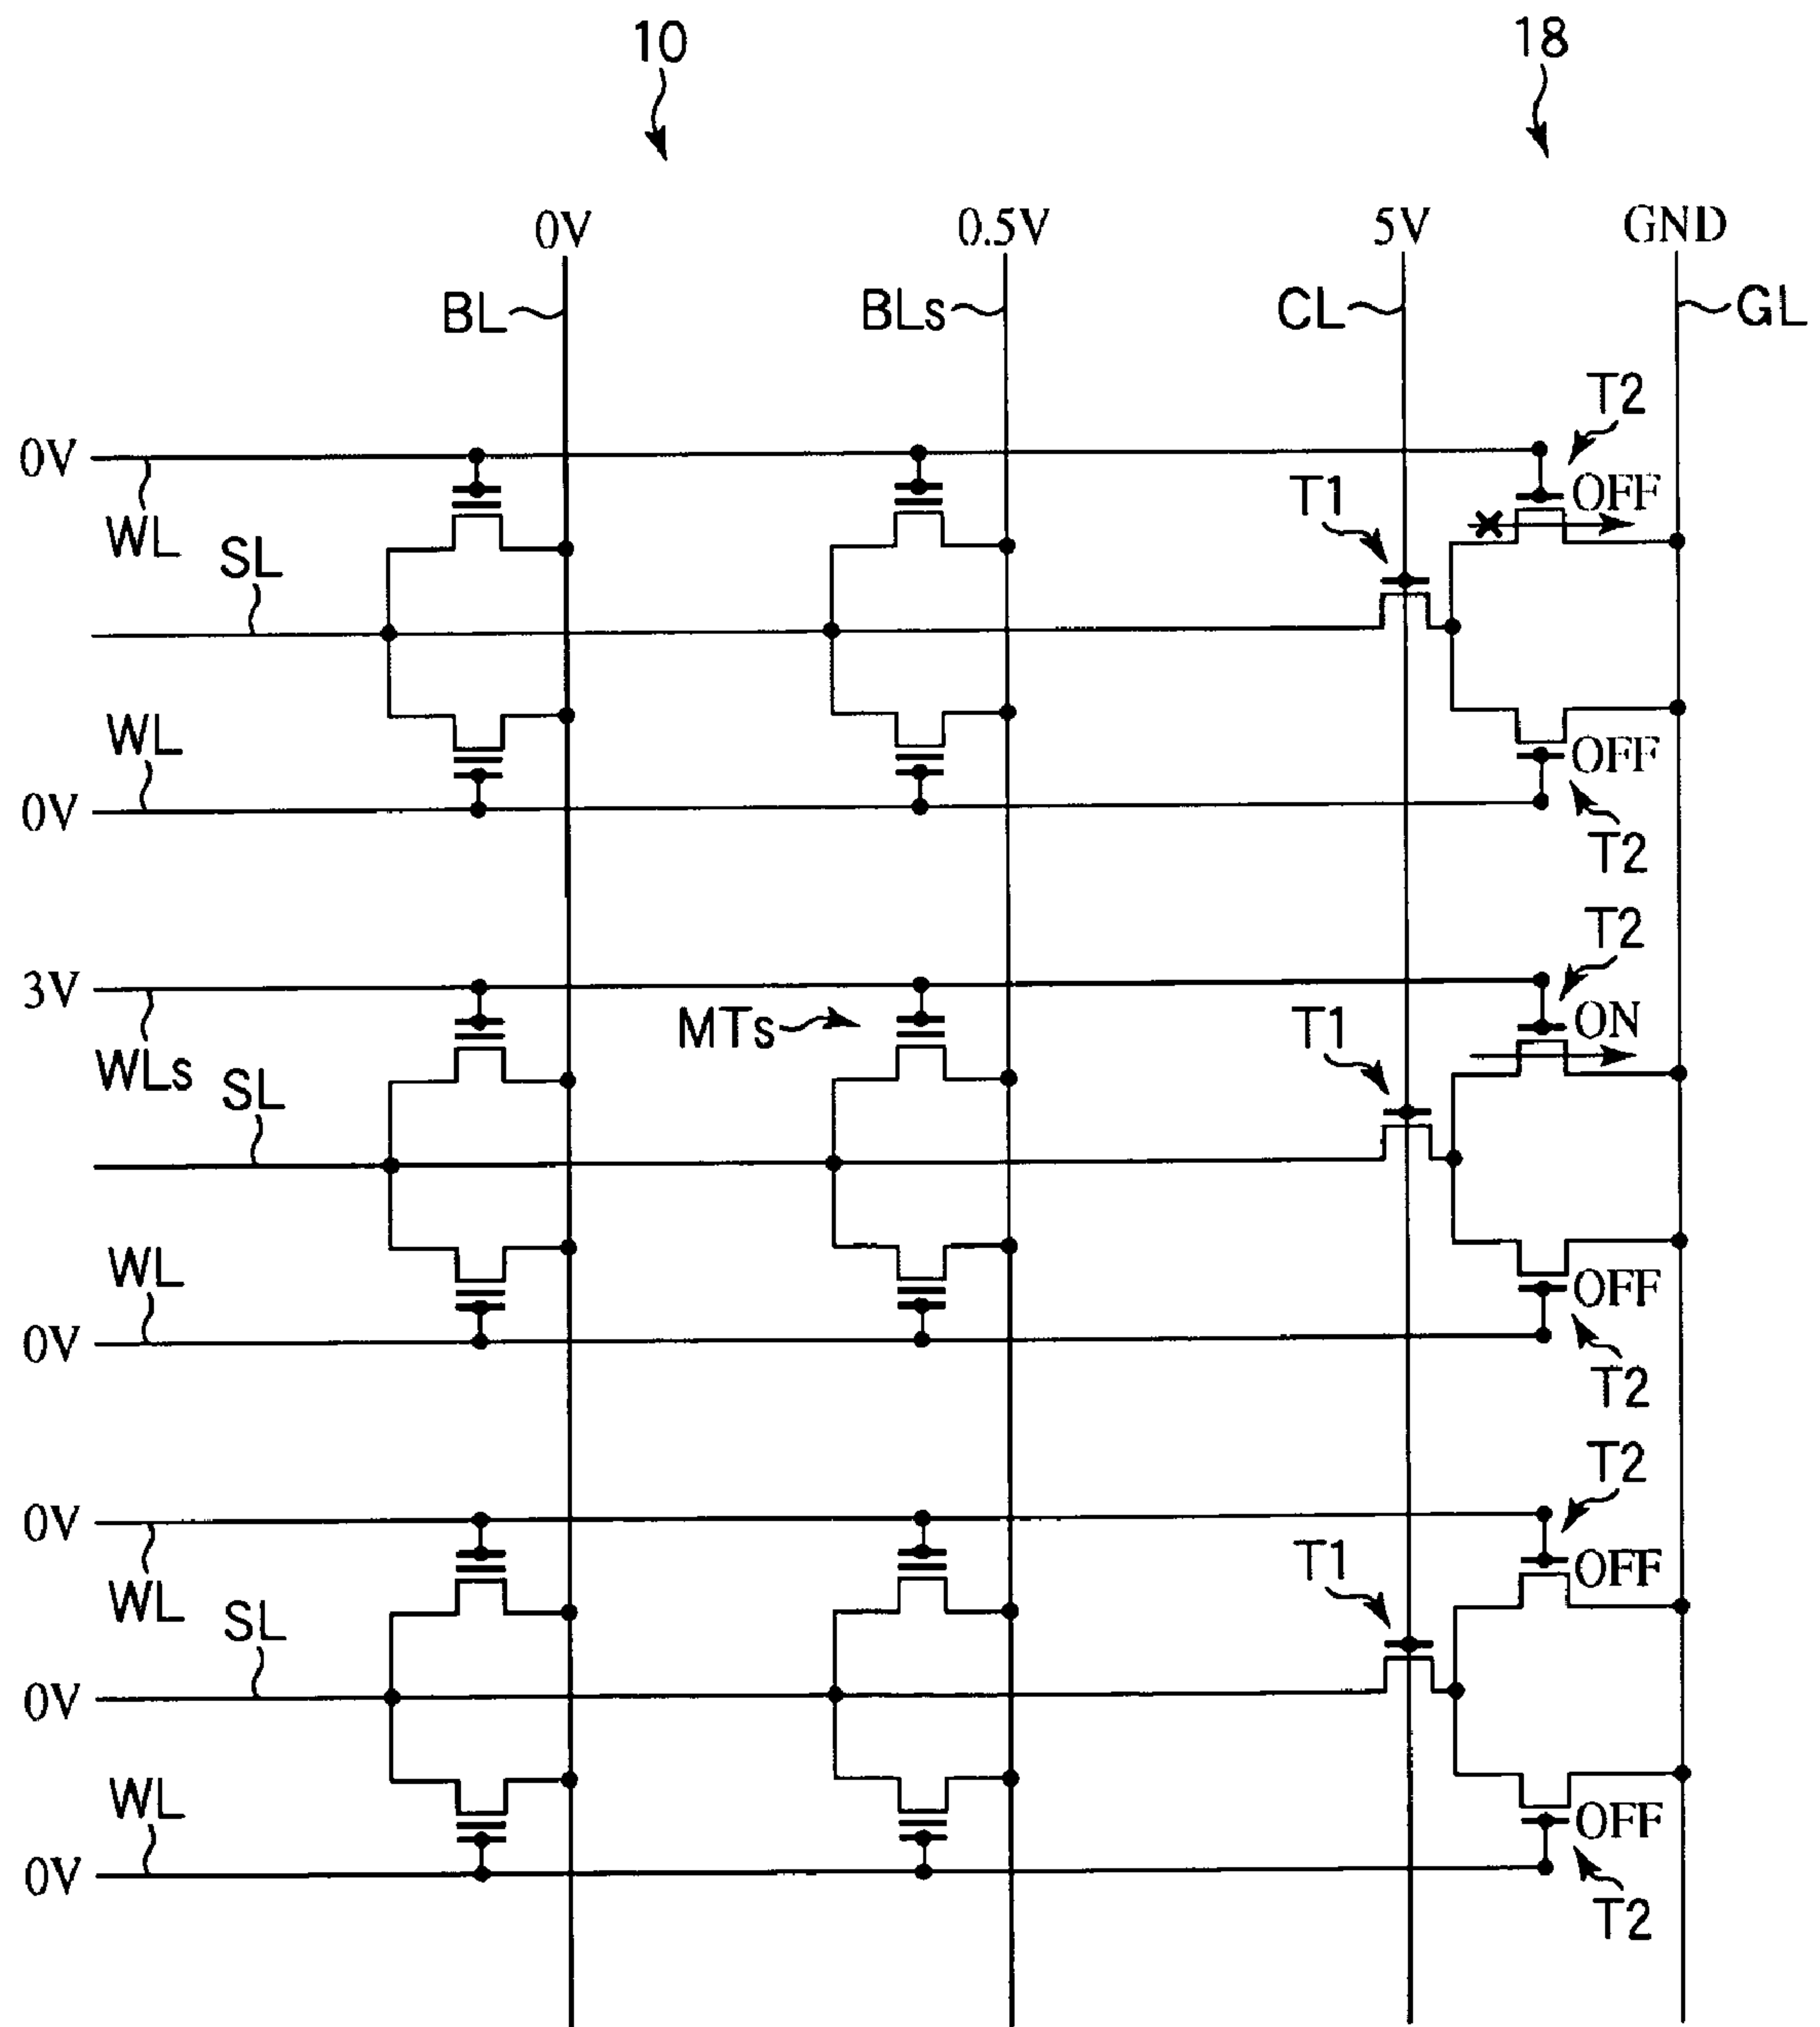 10 18
0V 0.5V 5V GND
BL BLs CL GL
T2
0V OFF
T1
WL
SL
WL
OFF
0V
T2
T2
3V ON
MTs T1
WLs
SL
WL
OFF
0V
T2
T2
0V
T1 OFF
WL
SL
0V
WL
OFF
0V
T2